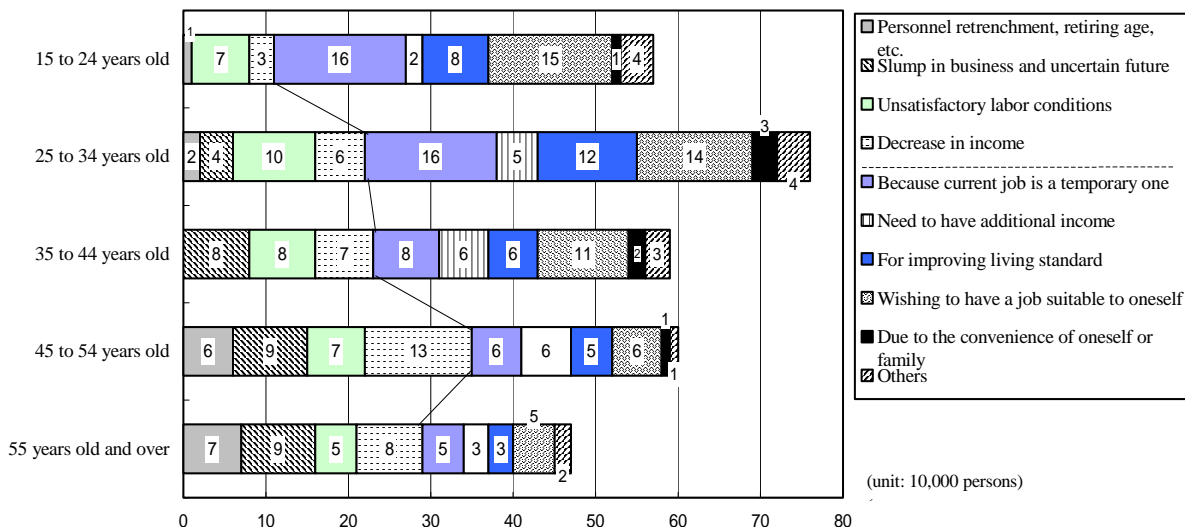 15 to 24 years old
1
7
3
16
2
8
15
1
4
25 to 34 years old
2
4
10
6
16
5
12
14
3
4
35 to 44 years old
8
8
7
8
6
6
11
2
3
45 to 54 years old
6
9
7
13
6
6
5
6
1
1
55 years old and over
7
9
5
8
5
3
3
5
2
0 10 20 30 40 50 60 70 80
Personnel retrenchment, retiring age,
etc.
Slump in business and uncertain future
Unsatisfactory labor conditions
Decrease in income
Because current job is a temporary one
Need to have additional income
For improving living standard
Wishing to have a job suitable to oneself
Due to the convenience of oneself or
family
Others
(unit: 10,000 persons)